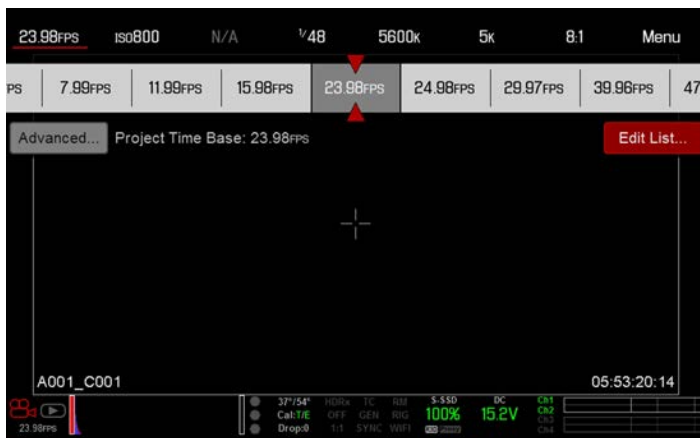 23.98FPS ISO800 N/A 1/48 5600K 5K 8:1 Menu
PS 7.99FPS 11.99FPS 15.98FPS 23.98FPS 24.98FPS 29.97FPS 39.96FPS 47
Advanced... Project Time Base: 23.98FPS Edit List...
A001_C001 05:53:20:14
37°/54° HDRx TC RM S-SSD DC Ch1
Cal:T/E OFF GEN RIG 100% 15.2V Ch2
23.98FPS Drop:0 1:1 SYNC WIFI Ch3
Ch4